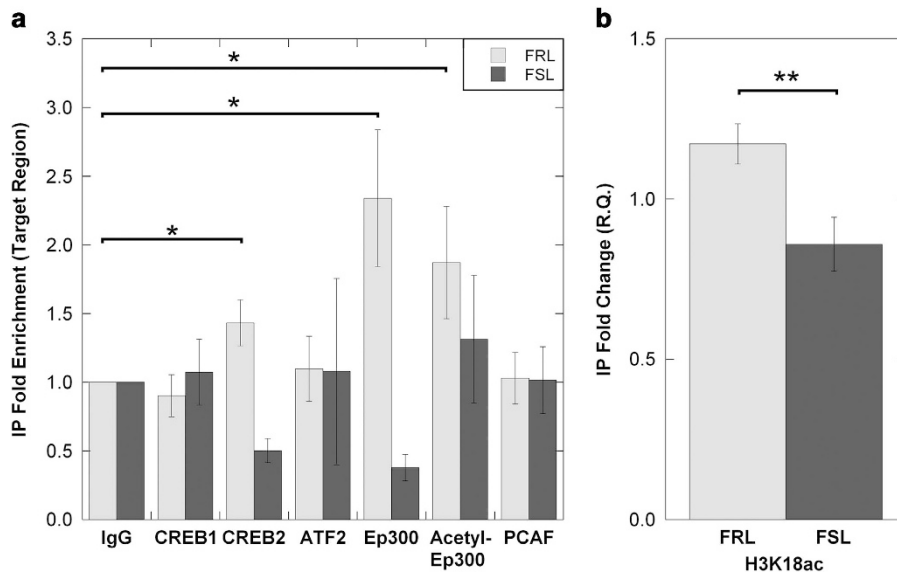 a
IP Fold Enrichment (Target Region)
3.5
3.0
2.5
2.0
1.5
1.0
0.5
0.0
FRL
FSL
*
*
*
IgG CREB1 CREB2 ATF2 Ep300 Acetyl- PCAF
Ep300
b
IP Fold Change (R.Q.)
1.5
1.0
0.5
0.0
**
FRL FSL
H3K18ac